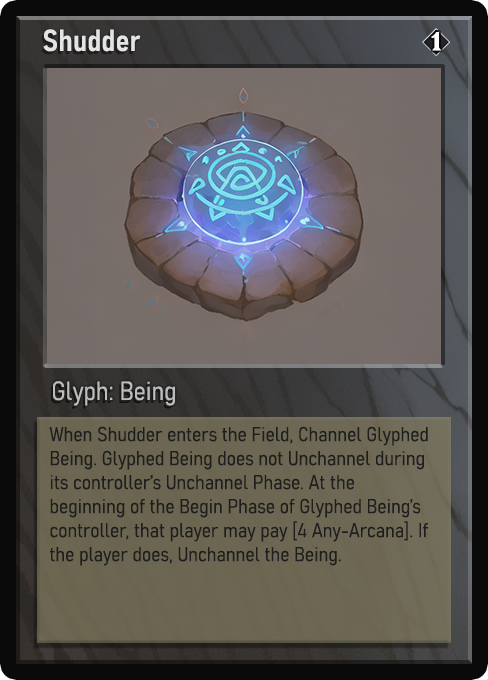 Shudder
1
Glyph: Being
When Shudder enters the Field, Channel Glyphed
Being. Glyphed Being does not Unchannel during
its controller's Unchannel Phase. At the
beginning of the Begin Phase of Glyphed Being's
controller, that player may pay [4 Any-Arcana]. If
the player does, Unchannel the Being.